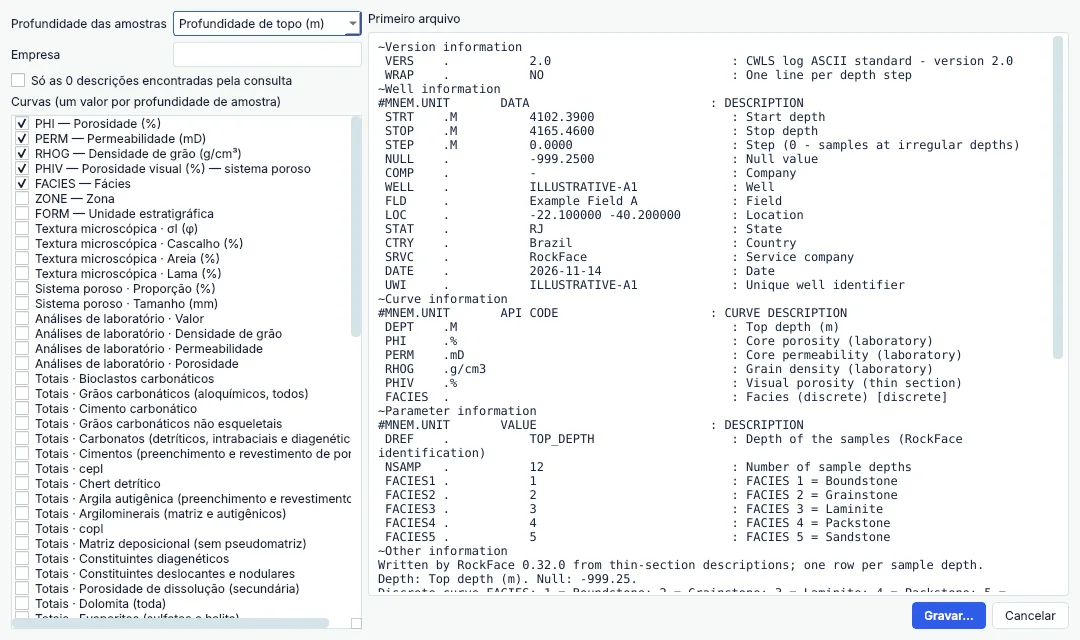 Profundidade das amostras
Profundidade de topo (m)
Empresa
Só as 0 descrições encontradas pela consulta
Curvas (um valor por profundidade de amostra)
PHI — Porosidade (%)
PERM — Permeabilidade (mD)
RHOG — Densidade de grão (g/cm³)
PHIV — Porosidade visual (%) — sistema poroso
FACIES — Fácies
ZONE — Zona
FORM — Unidade estratigráfica
Textura microscópica · σI (φ)
Textura microscópica · Cascalho (%)
Textura microscópica · Areia (%)
Textura microscópica · Lama (%)
Sistema poroso · Proporção (%)
Sistema poroso · Tamanho (mm)
Análises de laboratório · Valor
Análises de laboratório · Densidade de grão
Análises de laboratório · Permeabilidade
Análises de laboratório · Porosidade
Totais · Bioclastos carbonáticos
Totais · Grãos carbonáticos (aloquímicos, todos)
Totais · Cimento carbonático
Totais · Grãos carbonáticos não esqueletais
Totais · Carbonatos (detríticos, intrabaciais e diagenétic
Totais · Cimentos (preenchimento e revestimento de por
Totais · cepl
Totais · Chert detrítico
Totais · Argila autigênica (preenchimento e revestimento
Totais · Argilominerais (matriz e autigênicos)
Totais · copl
Totais · Matriz deposicional (sem pseudomatriz)
Totais · Constituintes diagenéticos
Totais · Constituintes deslocantes e nodulares
Totais · Porosidade de dissolução (secundária)
Totais · Dolomita (toda)
Totais · Evaporitos (sulfatos e halita)
Primeiro arquivo
~Version information
VERS . 2.0 : CWLS log ASCII standard - version 2.0
WRAP . NO : One line per depth step
~Well information
#MNEM.UNIT DATA : DESCRIPTION
STRT .M 4102.3900 : Start depth
STOP .M 4165.4600 : Stop depth
STEP .M 0.0000 : Step (0 - samples at irregular depths)
NULL . -999.2500 : Null value
COMP . - : Company
WELL . ILLUSTRATIVE-A1 : Well
FLD . Example Field A : Field
LOC . -22.100000 -40.200000 : Location
STAT . RJ : State
CTRY . Brazil : Country
SRVC . RockFace : Service company
DATE . 2026-11-14 : Date
UWI . ILLUSTRATIVE-A1 : Unique well identifier
~Curve information
#MNEM.UNIT API CODE : CURVE DESCRIPTION
DEPT .M : Top depth (m)
PHI .% : Core porosity (laboratory)
PERM .mD : Core permeability (laboratory)
RHOG .g/cm3 : Grain density (laboratory)
PHIV .% : Visual porosity (thin section)
FACIES . : Facies (discrete) [discrete]
~Parameter information
#MNEM.UNIT VALUE : DESCRIPTION
DREF . TOP_DEPTH : Depth of the samples (RockFace
identification)
NSAMP . 12 : Number of sample depths
FACIES1 . 1 : FACIES 1 = Boundstone
FACIES2 . 2 : FACIES 2 = Grainstone
FACIES3 . 3 : FACIES 3 = Laminite
FACIES4 . 4 : FACIES 4 = Packstone
FACIES5 . 5 : FACIES 5 = Sandstone
~Other information
Written by RockFace 0.32.0 from thin-section descriptions; one row per sample depth.
Depth: Top depth (m). Null: -999.25.
Discrete curve FACIES: 1 = Boundstone; 2 = Grainstone; 3 = Laminite; 4 = Packstone; 5 =
Gravar...
Cancelar